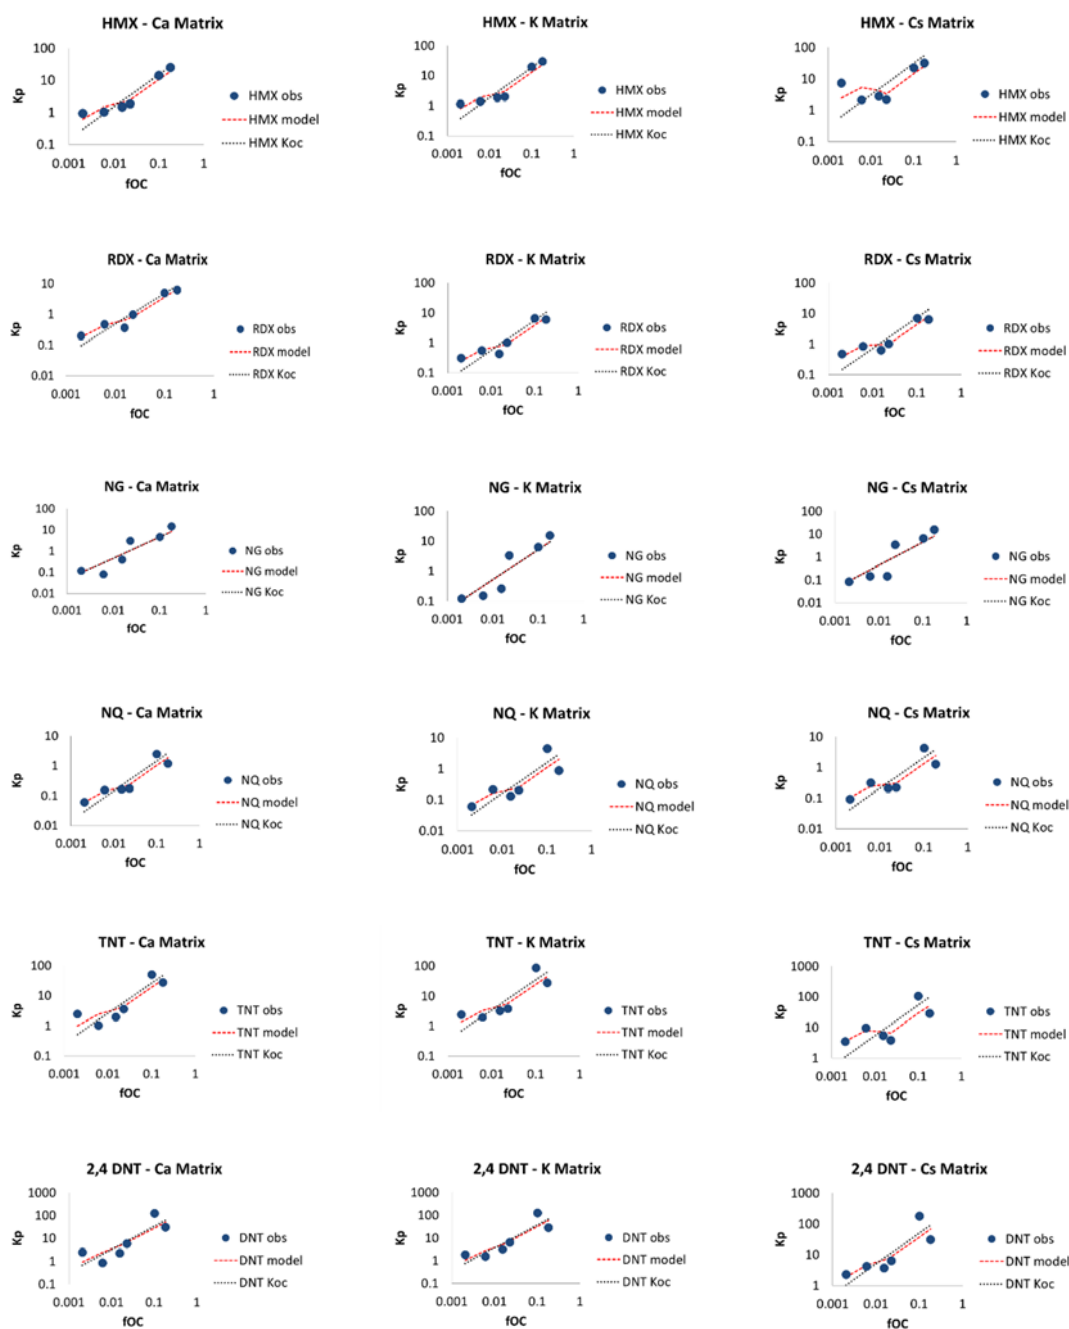 HMX - Ca Matrix
100
10
1
0.1
Kp
0.001 0.01 0.1 1
fOC
HMX obs
HMX model
HMX Koc
HMX - K Matrix
100
10
1
0.1
Kp
0.001 0.01 0.1 1
fOC
HMX obs
HMX model
HMX Koc
HMX - Cs Matrix
100
10
1
0.1
Kp
0.001 0.01 0.1 1
fOC
HMX obs
HMX model
HMX Koc
RDX - Ca Matrix
10
1
0.1
0.01
Kp
0.001 0.01 0.1 1
fOC
RDX obs
RDX model
RDX Koc
RDX - K Matrix
100
10
1
0.1
Kp
0.001 0.01 0.1 1
fOC
RDX obs
RDX model
RDX Koc
RDX - Cs Matrix
100
10
1
0.1
Kp
0.001 0.01 0.1 1
fOC
RDX obs
RDX model
RDX Koc
NG - Ca Matrix
100
10
1
0.1
0.01
Kp
0.001 0.01 0.1 1
fOC
NG obs
NG model
NG Koc
NG - K Matrix
100
10
1
0.1
Kp
0.001 0.01 0.1 1
fOC
NG obs
NG model
NG Koc
NG - Cs Matrix
100
10
1
0.1
0.01
Kp
0.001 0.01 0.1 1
fOC
NG obs
NG model
NG Koc
NQ - Ca Matrix
10
1
0.1
0.01
Kp
0.001 0.01 0.1 1
fOC
NQ obs
NQ model
NQ Koc
NQ - K Matrix
10
1
0.1
0.01
Kp
0.001 0.01 0.1 1
fOC
NQ obs
NQ model
NQ Koc
NQ - Cs Matrix
10
1
0.1
0.01
Kp
0.001 0.01 0.1 1
fOC
NQ obs
NQ model
NQ Koc
TNT - Ca Matrix
100
10
1
0.1
Kp
0.001 0.01 0.1 1
fOC
TNT obs
TNT model
TNT Koc
TNT - K Matrix
100
10
1
0.1
Kp
0.001 0.01 0.1 1
fOC
TNT obs
TNT model
TNT Koc
TNT - Cs Matrix
1000
100
10
1
Kp
0.001 0.01 0.1 1
fOC
TNT obs
TNT model
TNT Koc
2,4 DNT - Ca Matrix
1000
100
10
1
0.1
Kp
0.001 0.01 0.1 1
fOC
DNT obs
DNT model
DNT Koc
2,4 DNT - K Matrix
1000
100
10
1
0.1
Kp
0.001 0.01 0.1 1
fOC
DNT obs
DNT model
DNT Koc
2,4 DNT - Cs Matrix
1000
100
10
1
Kp
0.001 0.01 0.1 1
fOC
DNT obs
DNT model
DNT Koc